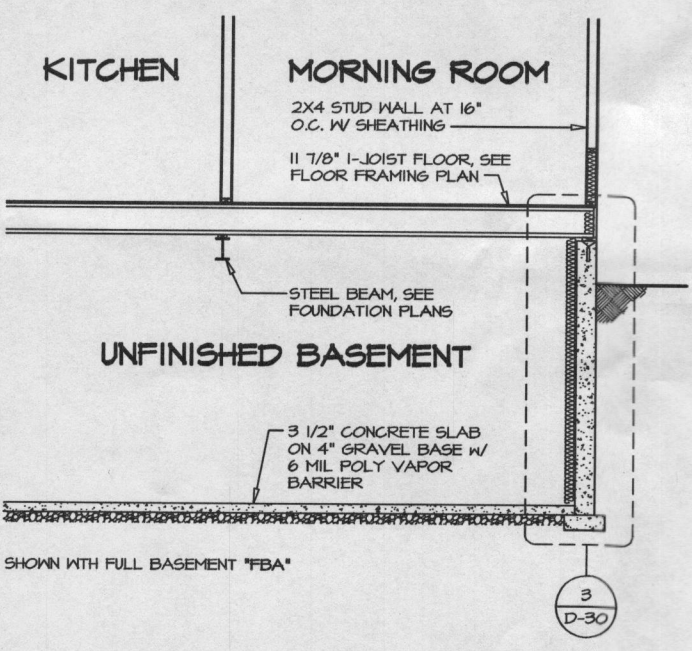 KITCHEN
MORNING ROOM
2X4 STUD WALL AT 16"
O.C. W/ SHEATHING
11 7/8" I-JOIST FLOOR, SEE
FLOOR FRAMING PLAN
STEEL BEAM, SEE
FOUNDATION PLANS
UNFINISHED BASEMENT
3 1/2" CONCRETE SLAB
ON 4" GRAVEL BASE W/
6 MIL POLY VAPOR
BARRIER
SHOWN WTH FULL BASEMENT "FBA"
3
D-30